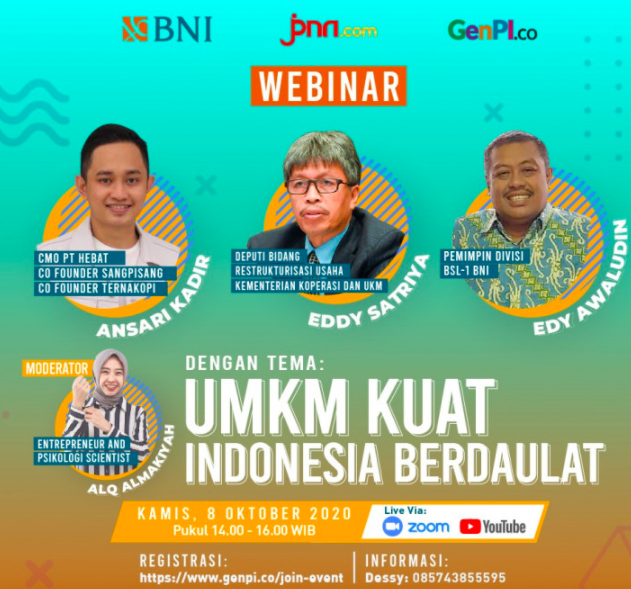 BNI
jpnn.com
GenPI.co
WEBINAR
CMO PT HEBAT
CO FOUNDER SANGPISANG
CO FOUNDER TERNAKOPI
ANSARI KADIR
DEPUTI BIDANG
RESTRUKTURISASI USAHA
KEMENTERIAN KOPERASI DAN UKM
EDDY SATRIYA
PEMIMPIN DIVISI
BSL-1 BNI
EDY AWALUDIN
MODERATOR
ENTREPRENEUR AND
PSIKOLOGI SCIENTIST
ALQ ALMAKIYAH
DENGAN TEMA:
UMKM KUAT
INDONESIA BERDAULAT
KAMIS, 8 OKTOBER 2020
Pukul 14.00 - 16.00 WIB
Live Via:
zoom
YouTube
REGISTRASI:
https://www.genpi.co/join-event
INFORMASI:
Dessy: 085743855595